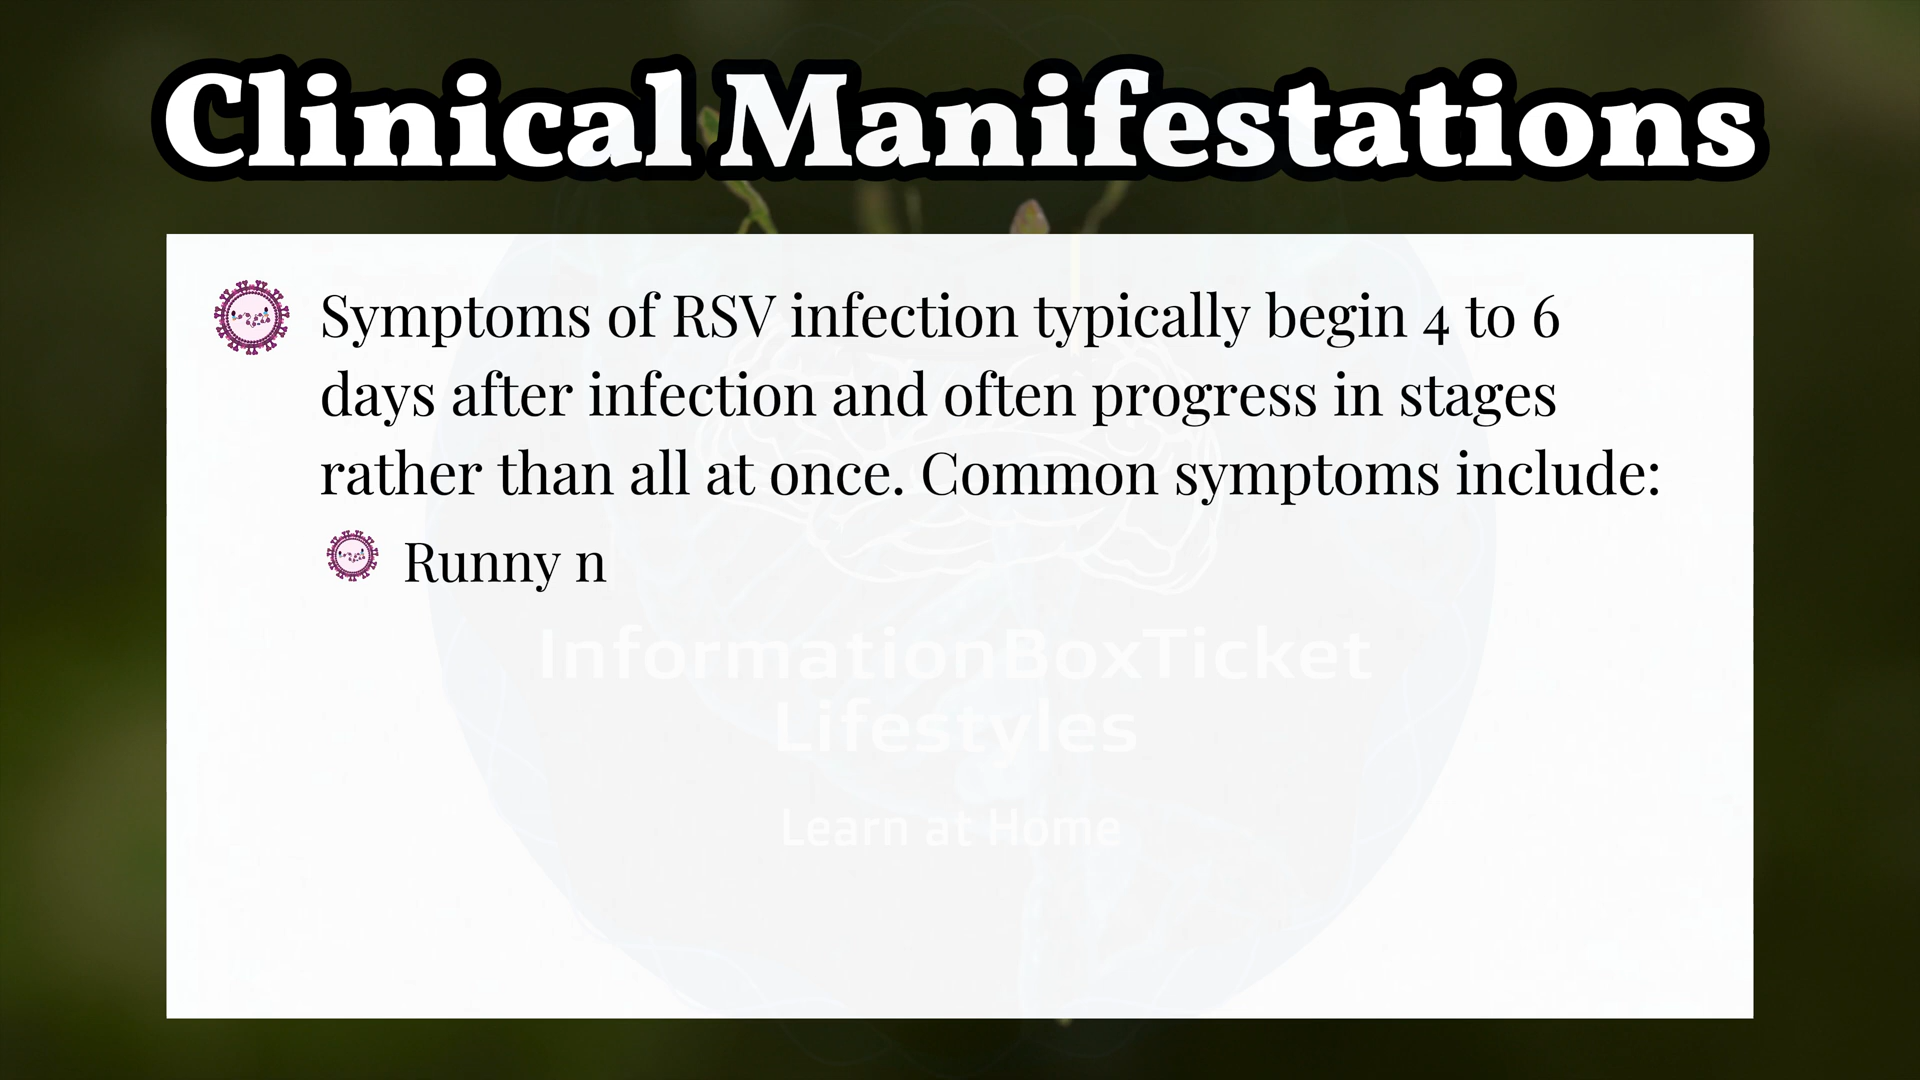 Clinical Manifestations
Symptoms of RSV infection typically begin 4 to 6
days after infection and often progress in stages
rather than all at once. Common symptoms include:
Runny n
InformationBoxTicket
Lifestyles
Learn at Home